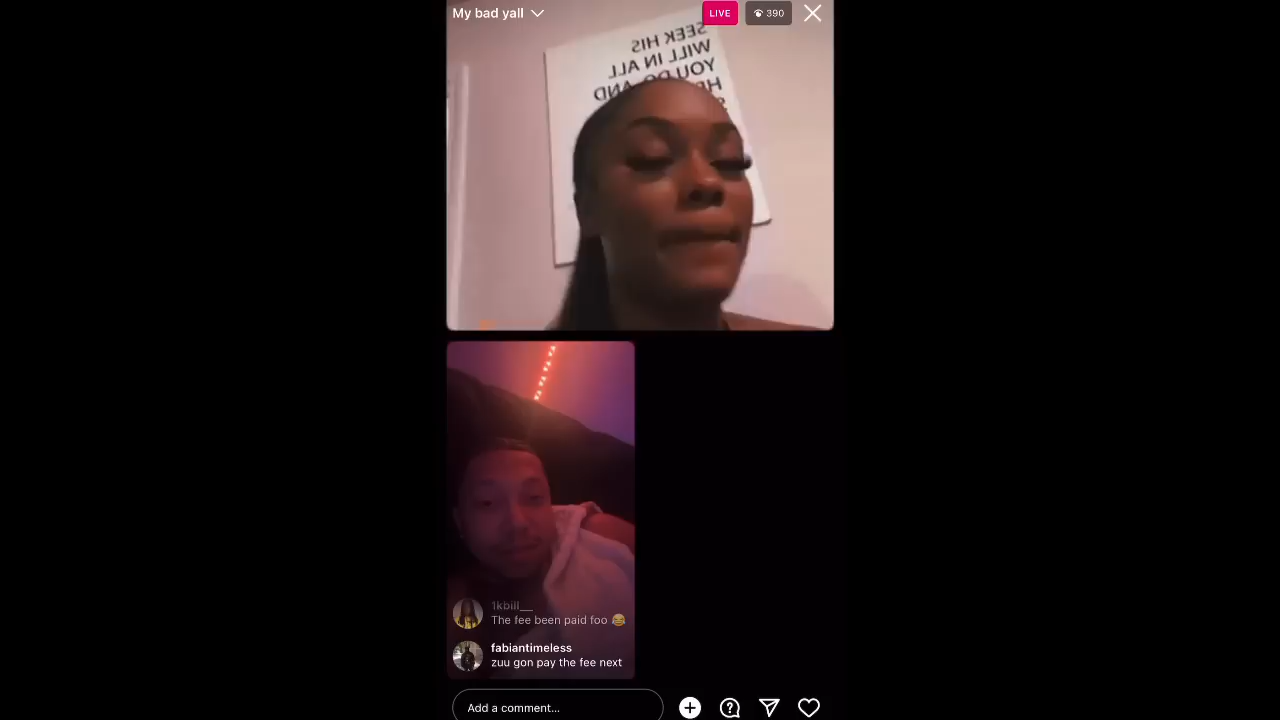 My bad yall
LIVE
390
SEEK HIS
WILL IN ALL
YOU DO AND
1kbill__
The fee been paid foo 😂
fabiantimeless
zuu gon pay the fee next
Add a comment...